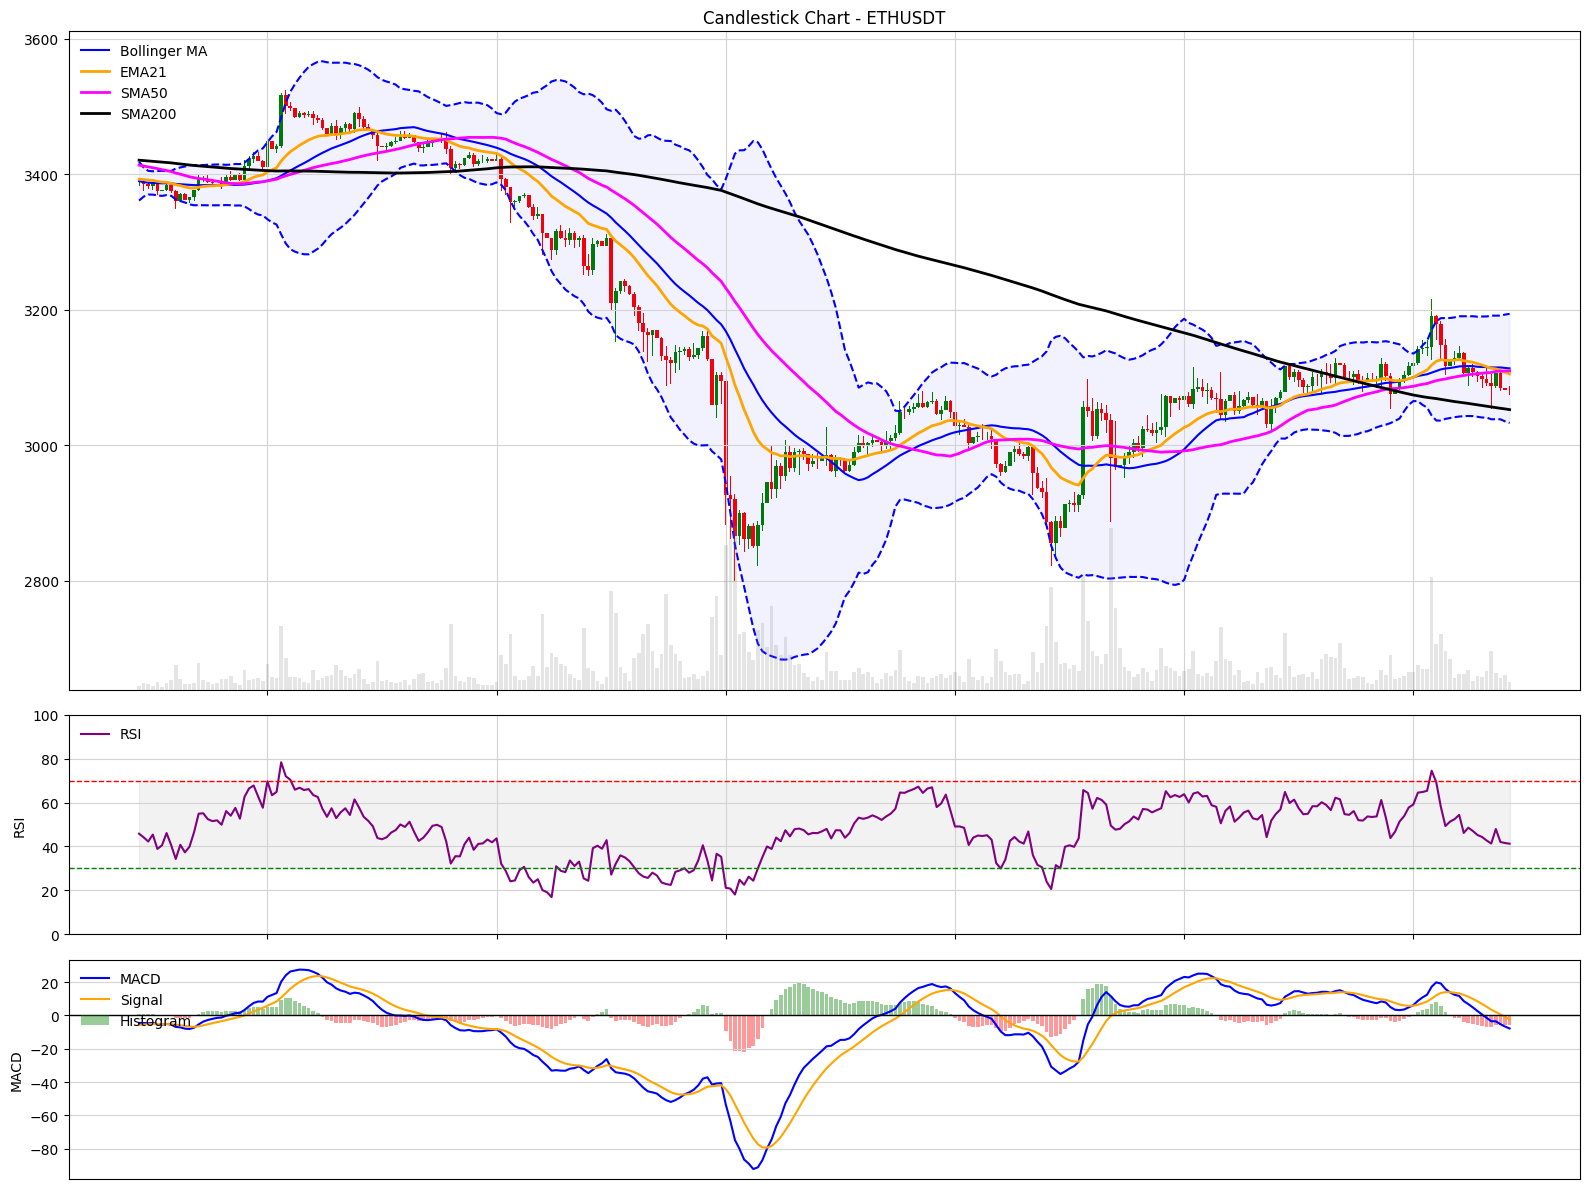 Candlestick Chart - ETHUSDT
3600
3400
3200
3000
2800
Bollinger MA
EMA21
SMA50
SMA200
100
80
60
40
20
0
RSI
RSI
20
0
−20
−40
−60
−80
MACD
MACD
Signal
Histogram